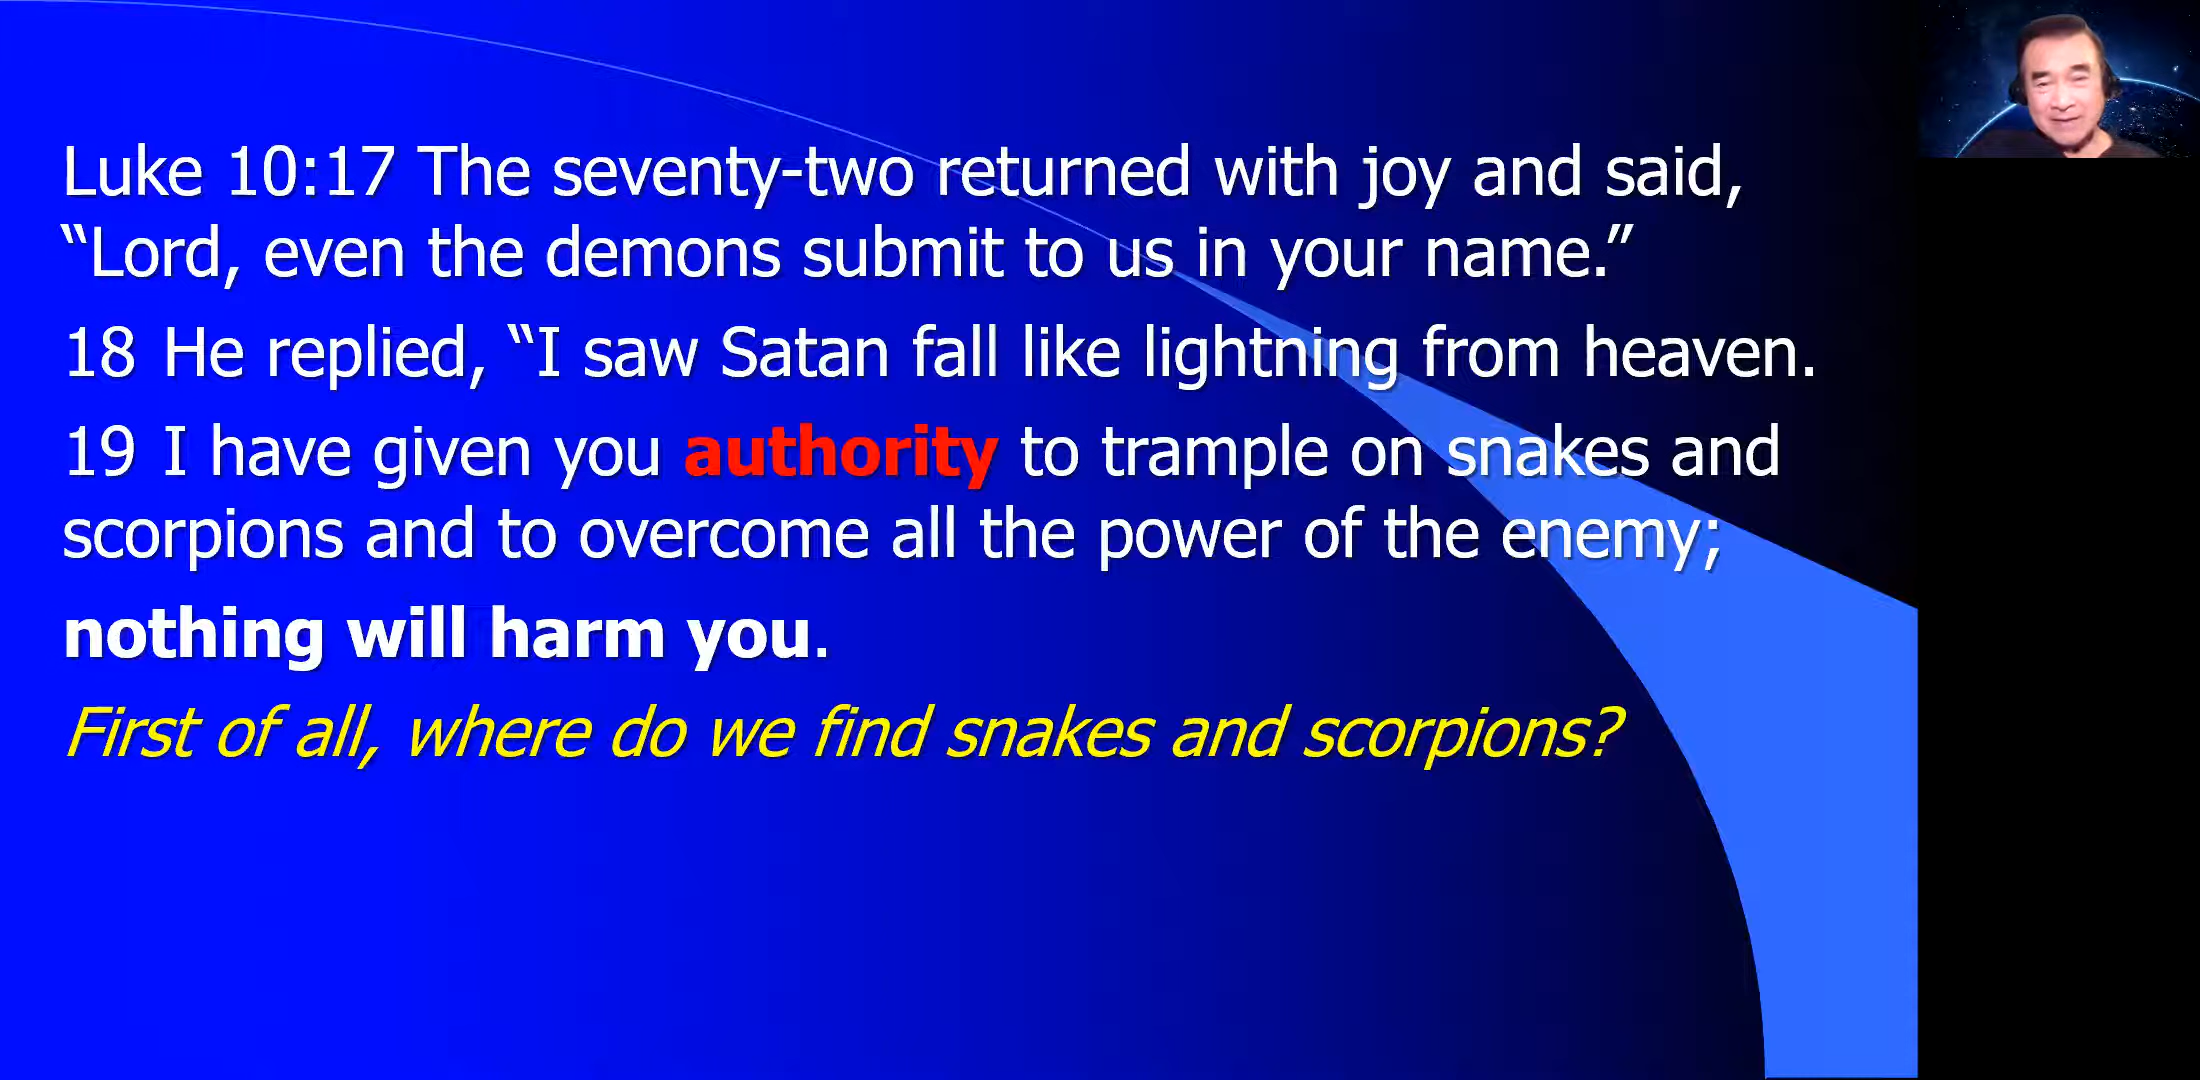 Luke 10:17 The seventy-two returned with joy and said,
“Lord, even the demons submit to us in your name.”
18 He replied, “I saw Satan fall like lightning from heaven.
19 I have given you authority to trample on snakes and
scorpions and to overcome all the power of the enemy;
nothing will harm you.
First of all, where do we find snakes and scorpions?